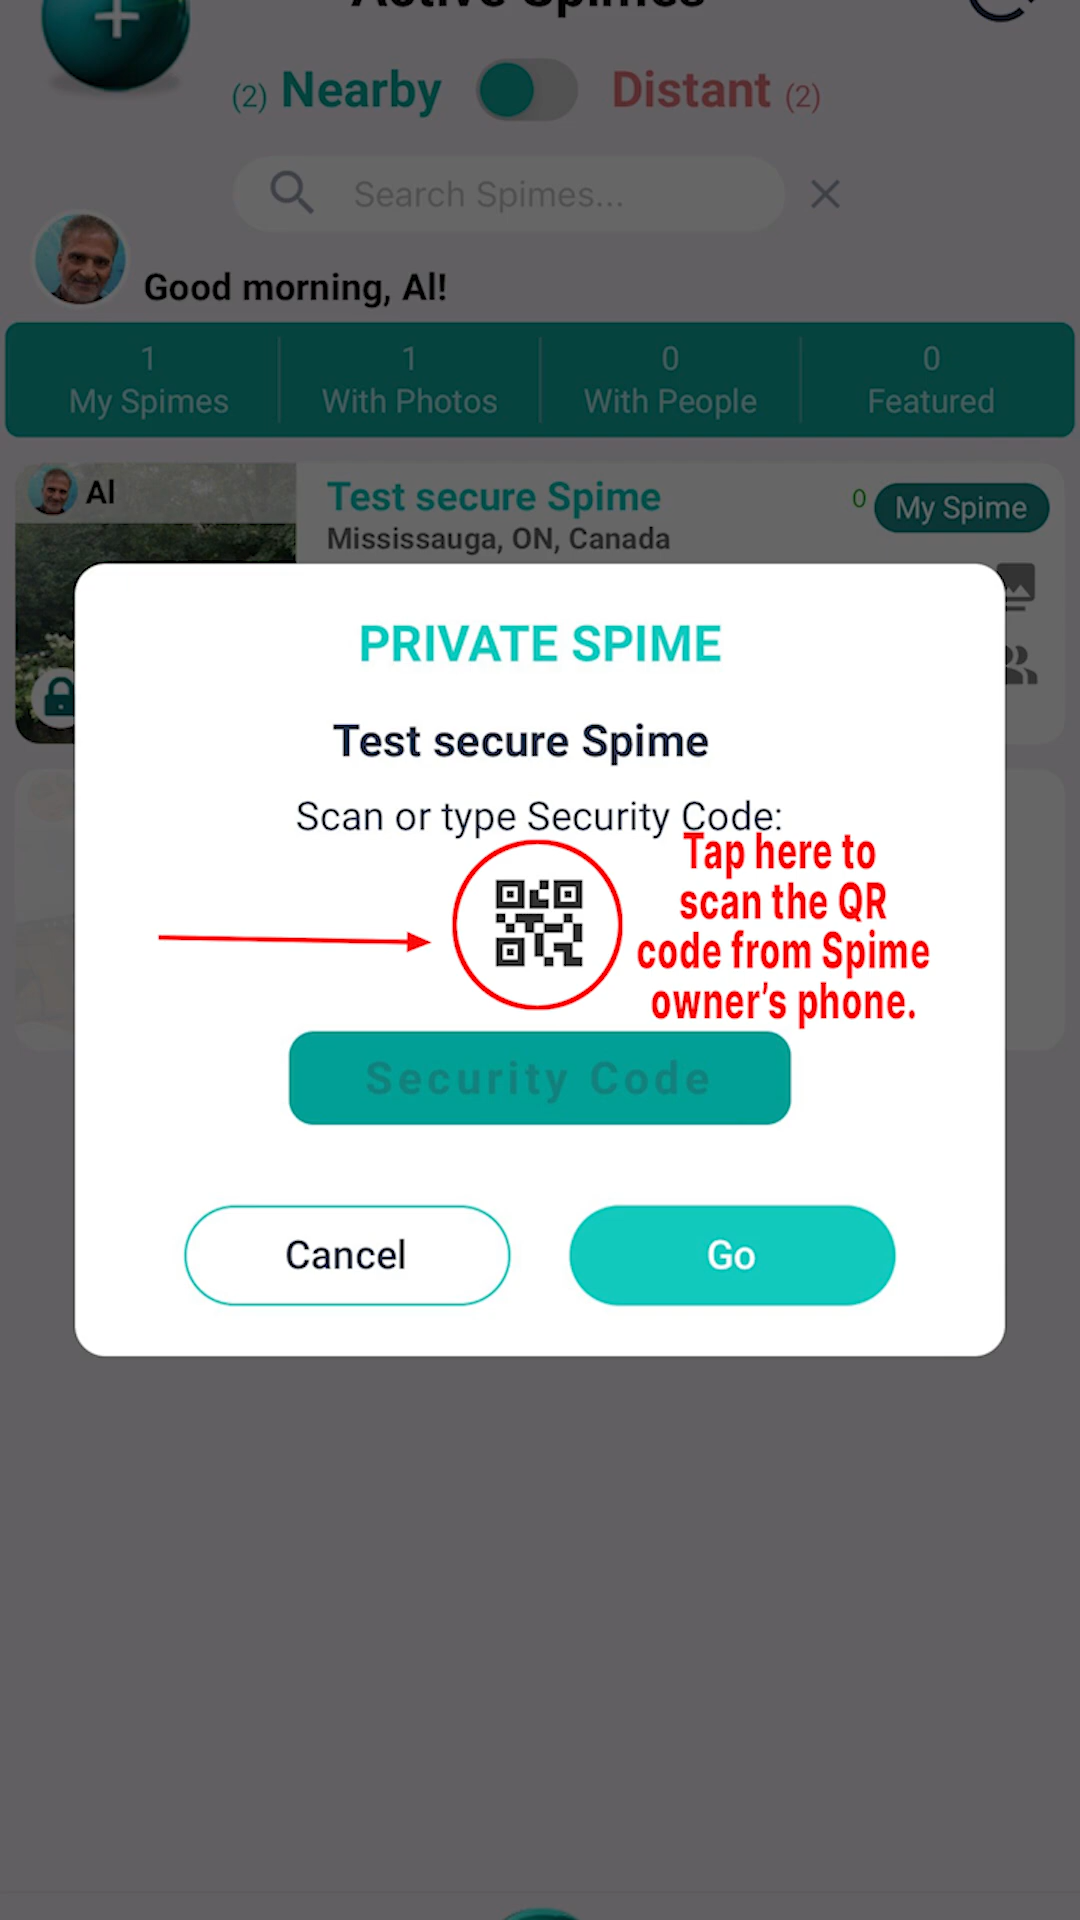 Active Spimes
(2) Nearby Distant (2)
Search Spimes...
Good morning, Al!
1 1 0 0
My Spimes With Photos With People Featured
Al
Test secure Spime
0 My Spime
Mississauga, ON, Canada
PRIVATE SPIME
Test secure Spime
Scan or type Security Code:
Tap here to
scan the QR
code from Spime
owner's phone.
Security Code
Cancel Go